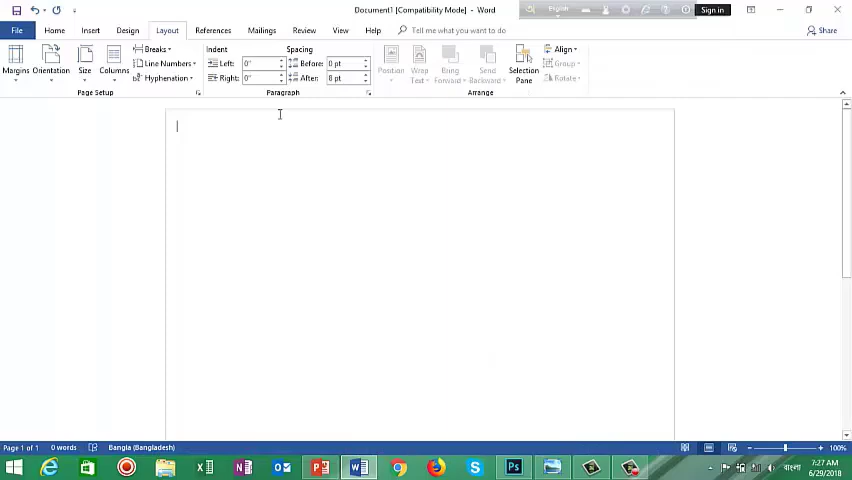 Document1 [Compatibility Mode] - Word
English
Sign in
File Home Insert Design Layout References Mailings Review View Help Tell me what you want to do Share
Margins Orientation Size Columns
Breaks
Line Numbers
Hyphenation
Page Setup
Indent
Left: 0"
Right: 0"
Spacing
Before: 0 pt
After: 8 pt
Paragraph
Position
Wrap Text
Bring Forward
Send Backward
Selection Pane
Align
Group
Rotate
Arrange
Page 1 of 1 0 words Bangla (Bangladesh) 100%
বাংলা
7:27 AM
6/29/2018